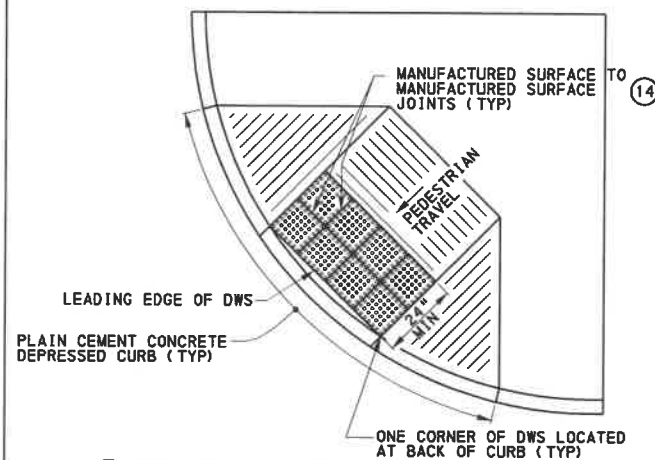 MANUFACTURED SURFACE TO
MANUFACTURED SURFACE
JOINTS (TYP)
14
PEDESTRIAN
TRAVEL
LEADING EDGE OF DWS
24"
MIN
PLAIN CEMENT CONCRETE
DEPRESSED CURB (TYP)
ONE CORNER OF DWS LOCATED
AT BACK OF CURB (TYP)